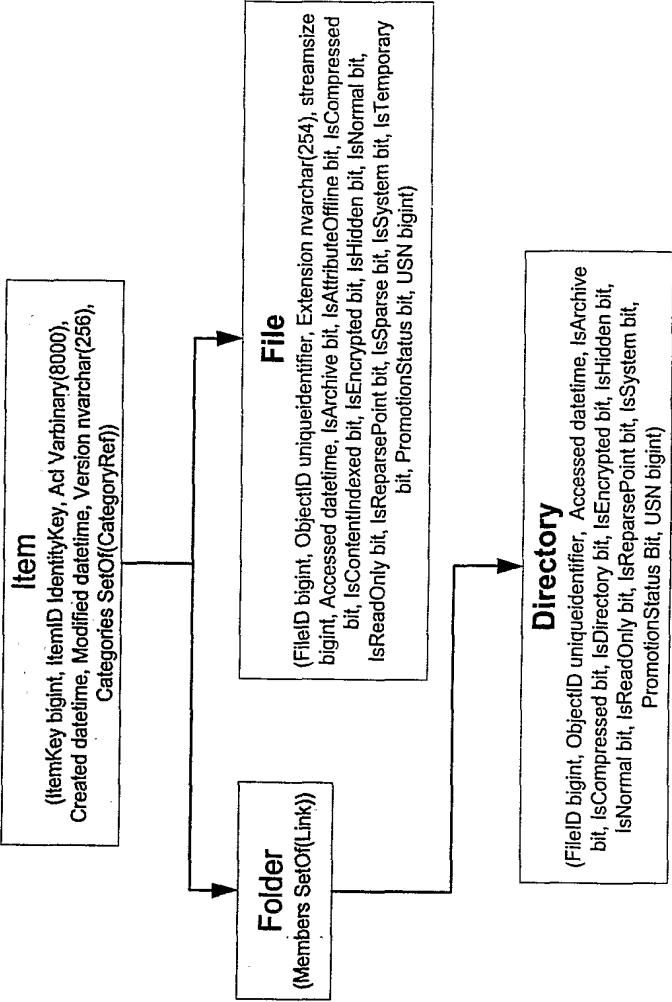 Item
(ItemKey bigint, ItemID IdentityKey, Acl Varbinary(8000),
Created datetime, Modified datetime, Version nvarchar(256),
Categories SetOf(CategoryRef))
Folder
(Members SetOf(Link))
File
(FileID bigint, ObjectID uniqueidentifier, Extension nvarchar(254), streamsize
bigint, Accessed datetime, IsArchive bit, IsAttributeOffline bit, IsCompressed
bit, IsContentIndexed bit, IsEncrypted bit, IsHidden bit, IsNormal bit,
IsReadOnly bit, IsReparsePoint bit, IsSparse bit, IsSystem bit, IsTemporary
bit, PromotionStatus bit, USN bigint)
Directory
(FileID bigint, ObjectID uniqueidentifier, Accessed datetime, IsArchive
bit, IsCompressed bit, IsDirectory bit, IsEncrypted bit, IsHidden bit,
IsNormal bit, IsReadOnly bit, IsReparsePoint bit, IsSystem bit,
PromotionStatus Bit, USN bigint)